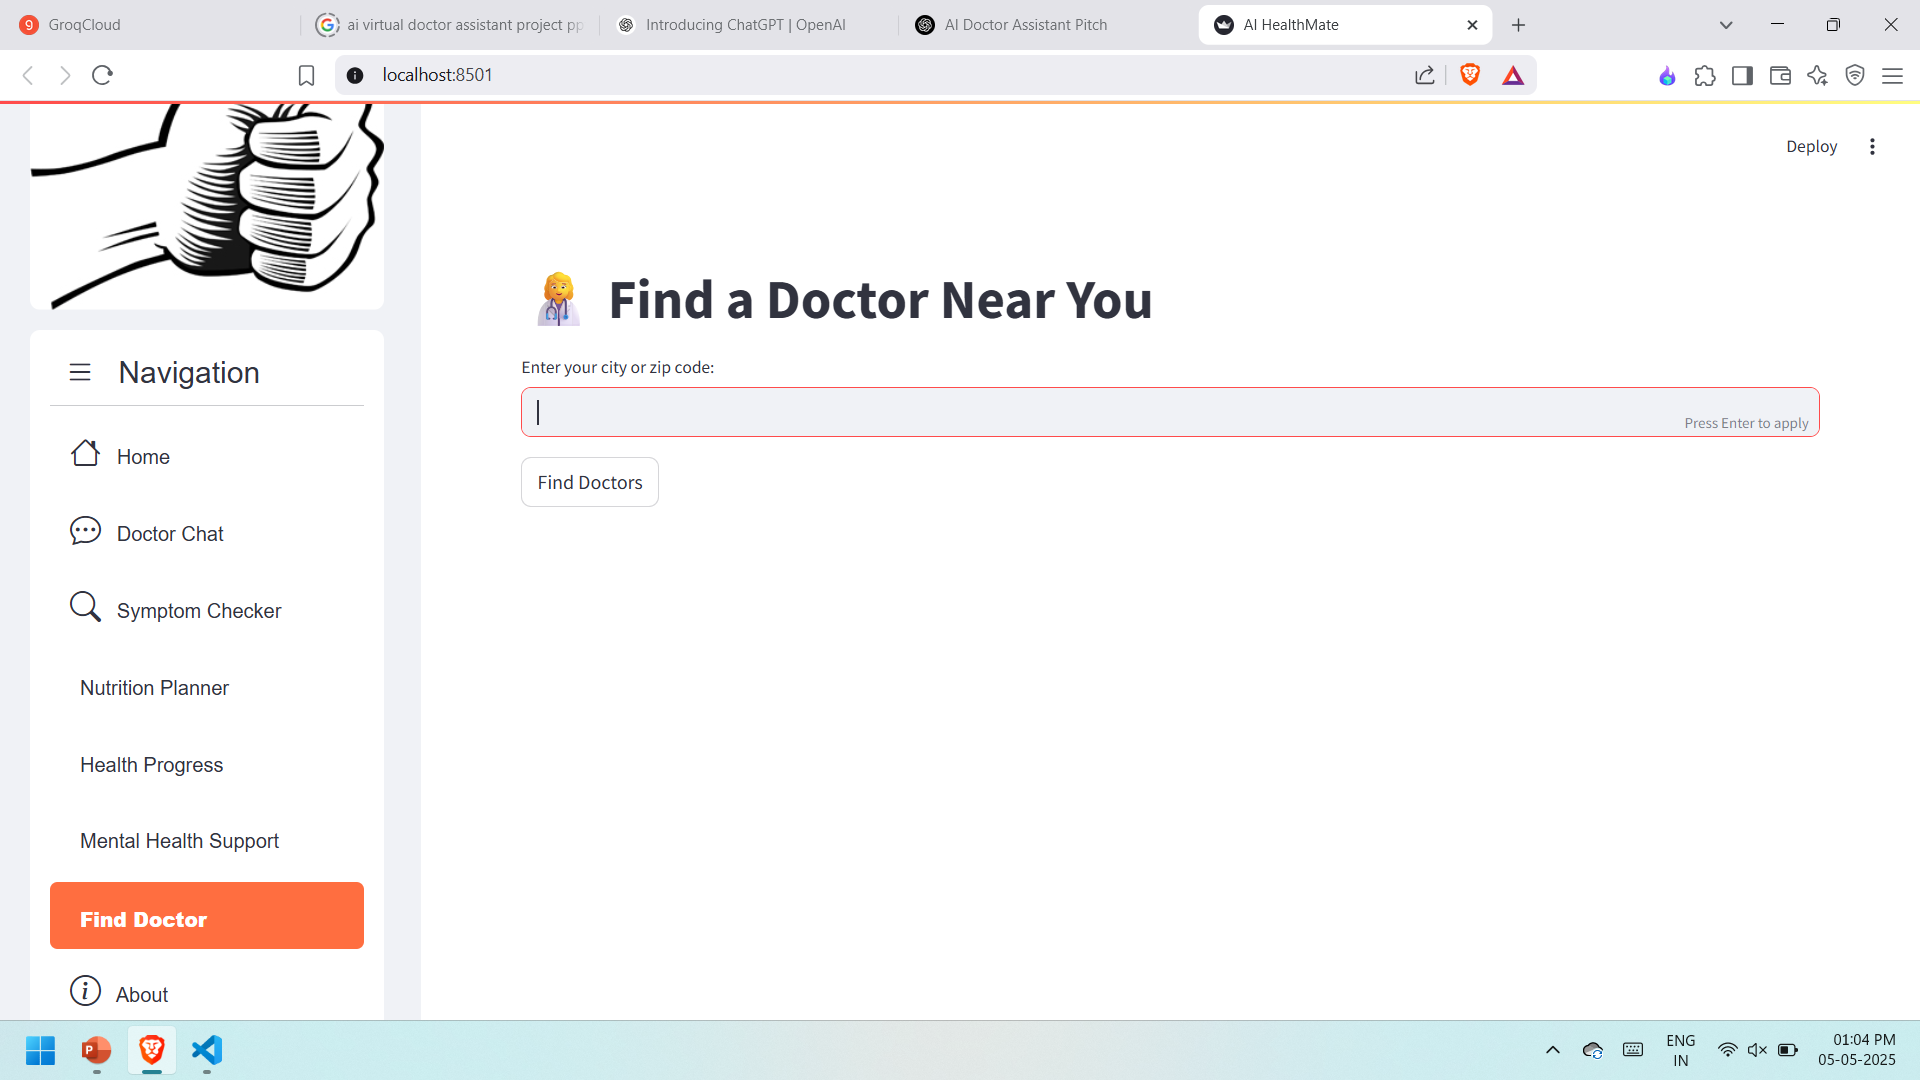 GroqCloud
ai virtual doctor assistant project pp
Introducing ChatGPT | OpenAI
AI Doctor Assistant Pitch
AI HealthMate
localhost:8501
Deploy
Navigation
Home
Doctor Chat
Symptom Checker
Nutrition Planner
Health Progress
Mental Health Support
Find Doctor
About
Find a Doctor Near You
Enter your city or zip code:
Press Enter to apply
Find Doctors
ENG
IN
01:04 PM
05-05-2025